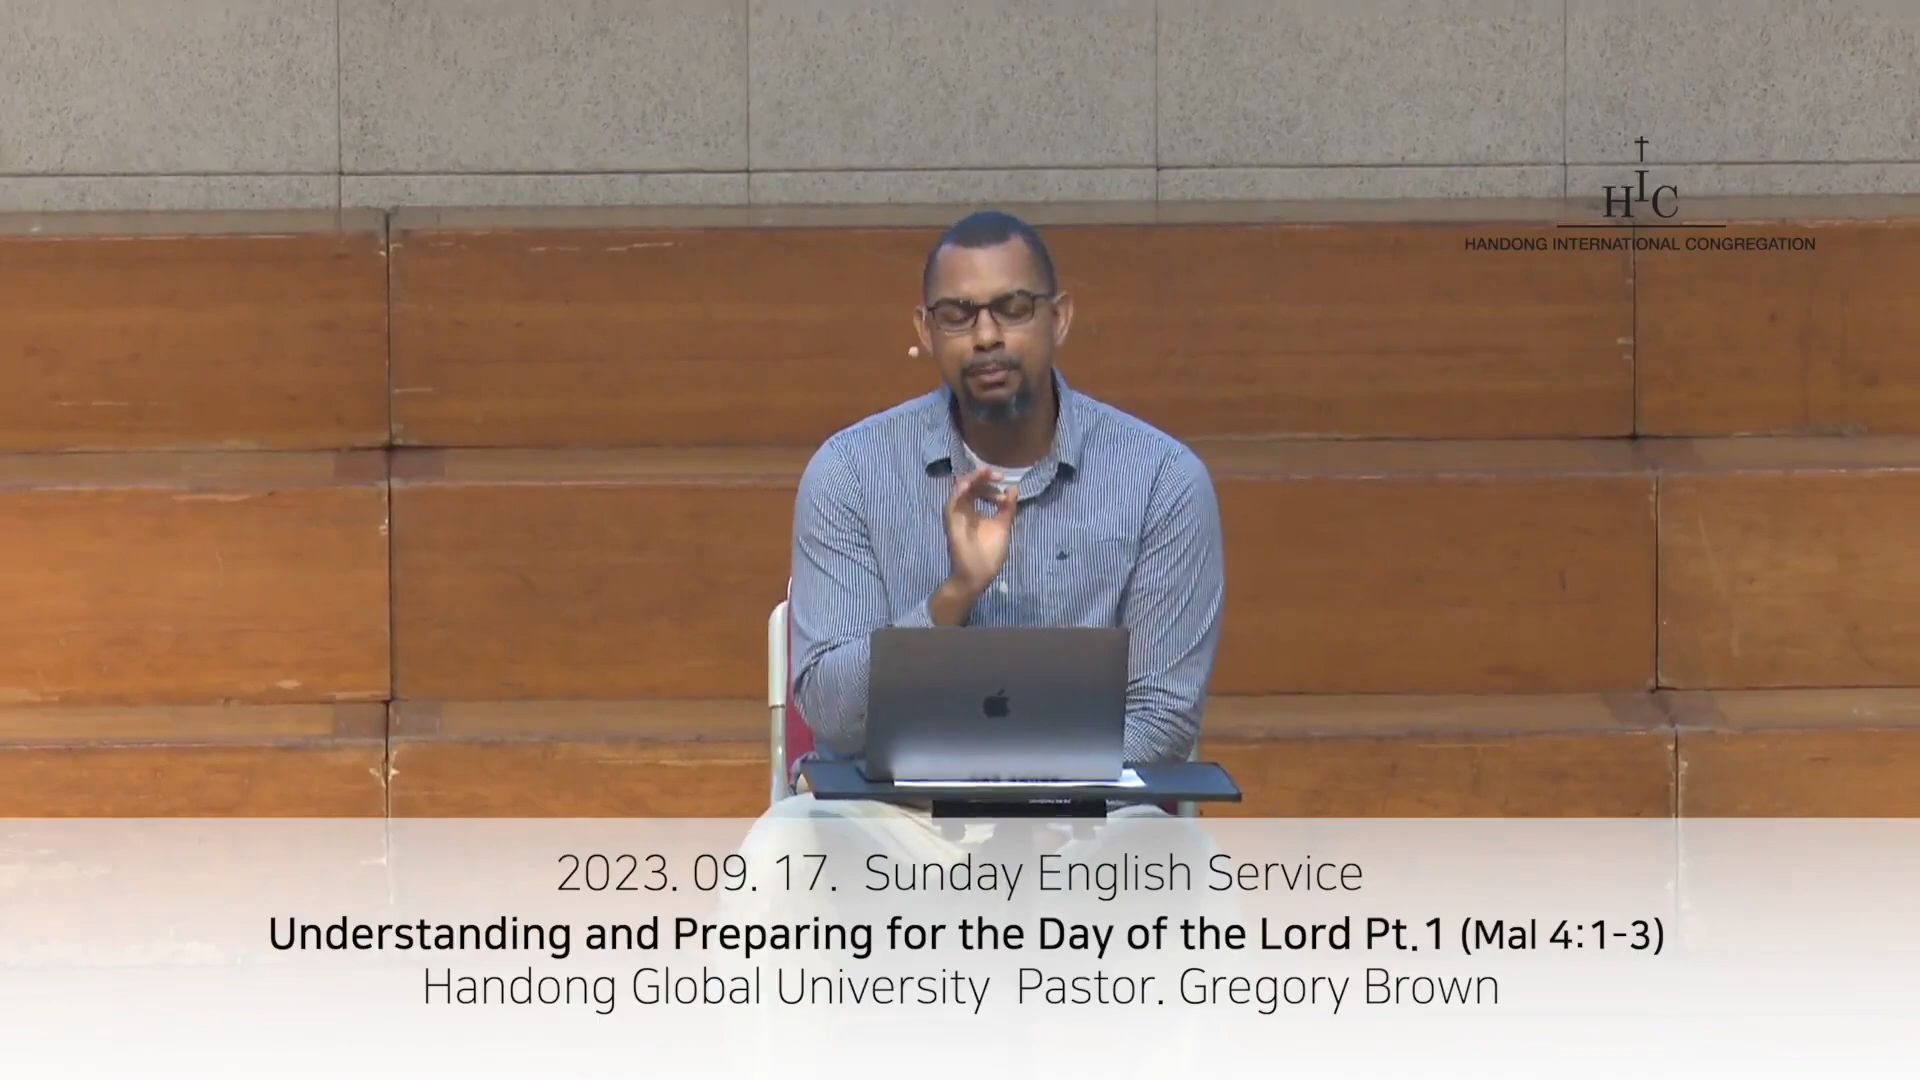 HIC
HANDONG INTERNATIONAL CONGREGATION
2023. 09. 17. Sunday English Service
Understanding and Preparing for the Day of the Lord Pt.1 (Mal 4:1-3)
Handong Global University Pastor. Gregory Brown